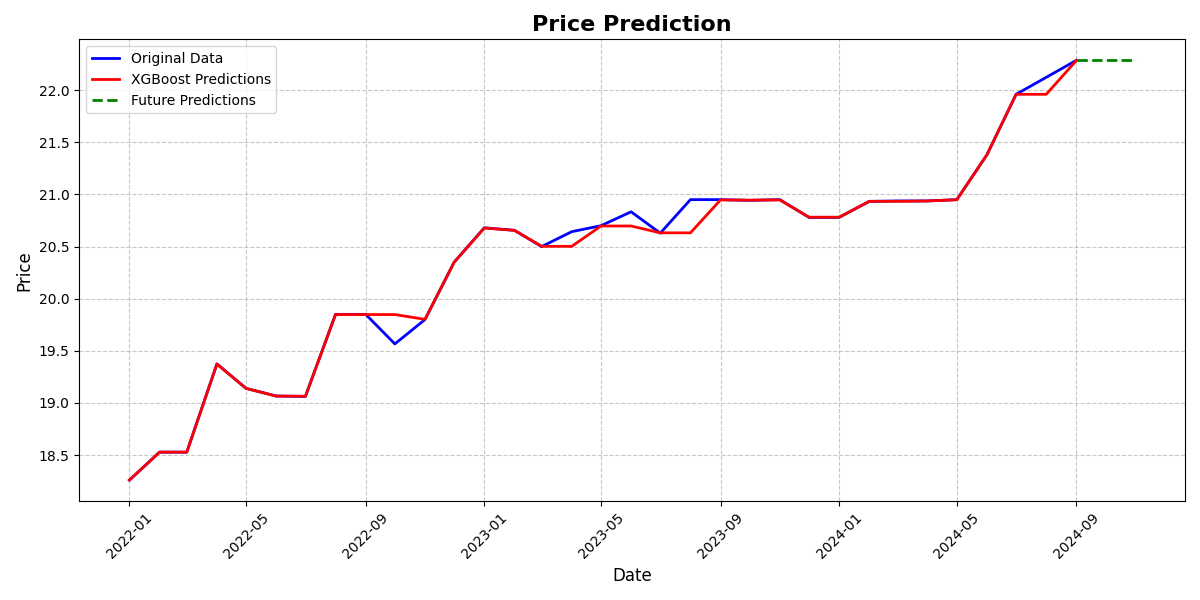 Price Prediction
Original Data
XGBoost Predictions
Future Predictions
Price
22.0
21.5
21.0
20.5
20.0
19.5
19.0
18.5
2022-01
2022-05
2022-09
2023-01
2023-05
2023-09
2024-01
2024-05
2024-09
Date